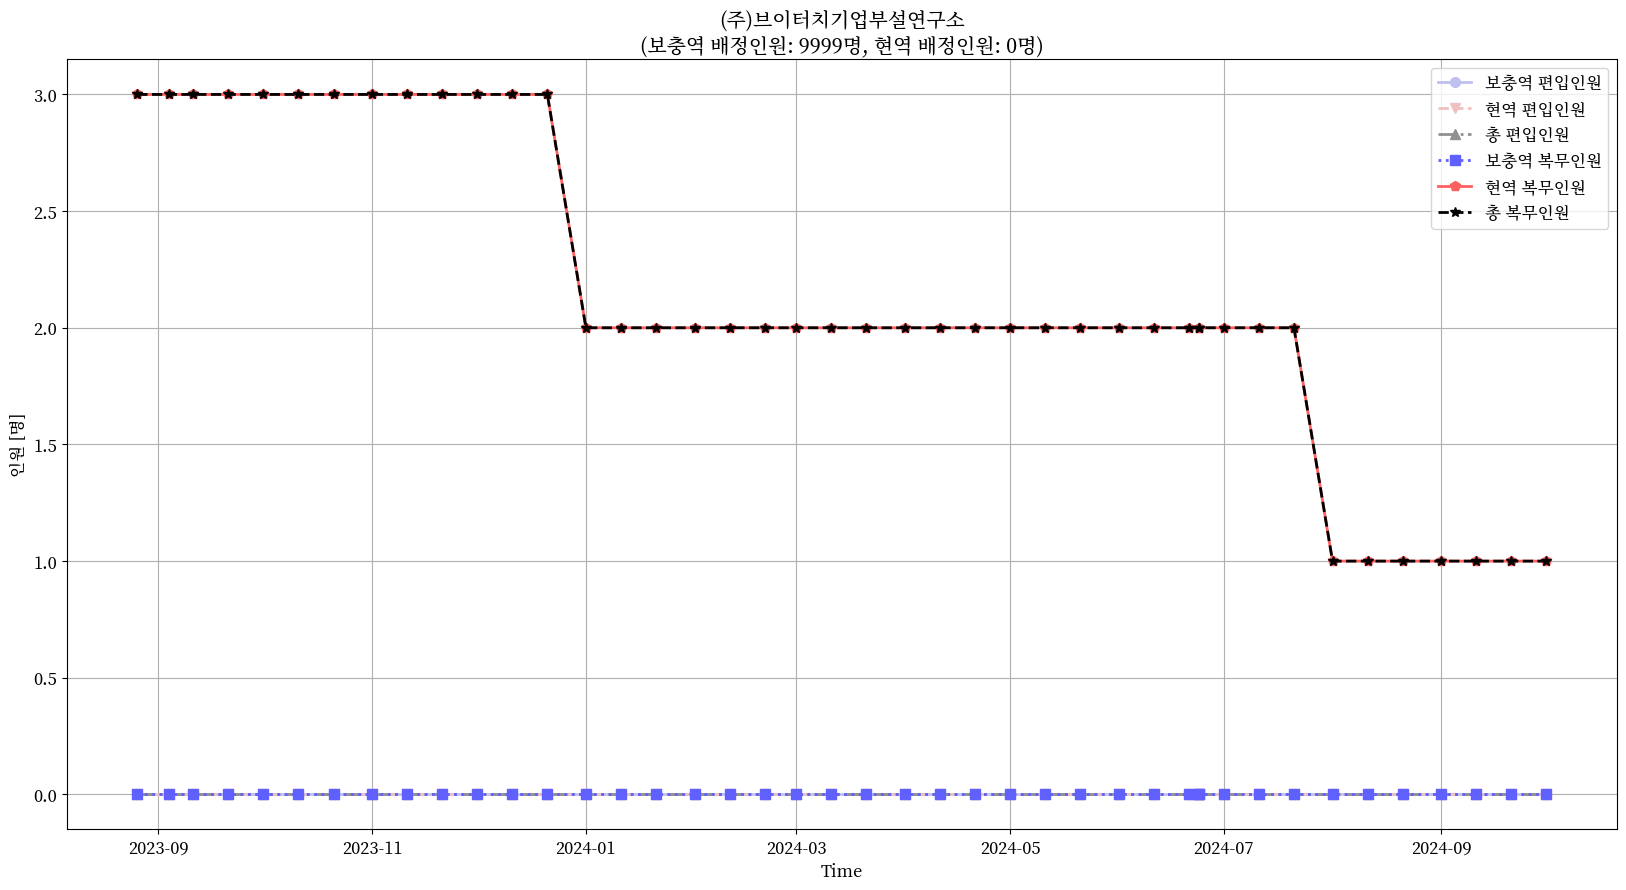 (주)브이터치기업부설연구소
(보충역 배정인원: 9999명, 현역 배정인원: 0명)
보충역 편입인원
현역 편입인원
총 편입인원
보충역 복무인원
현역 복무인원
총 복무인원
인원 [명]
3.0
2.5
2.0
1.5
1.0
0.5
0.0
2023-09
2023-11
2024-01
2024-03
2024-05
2024-07
2024-09
Time